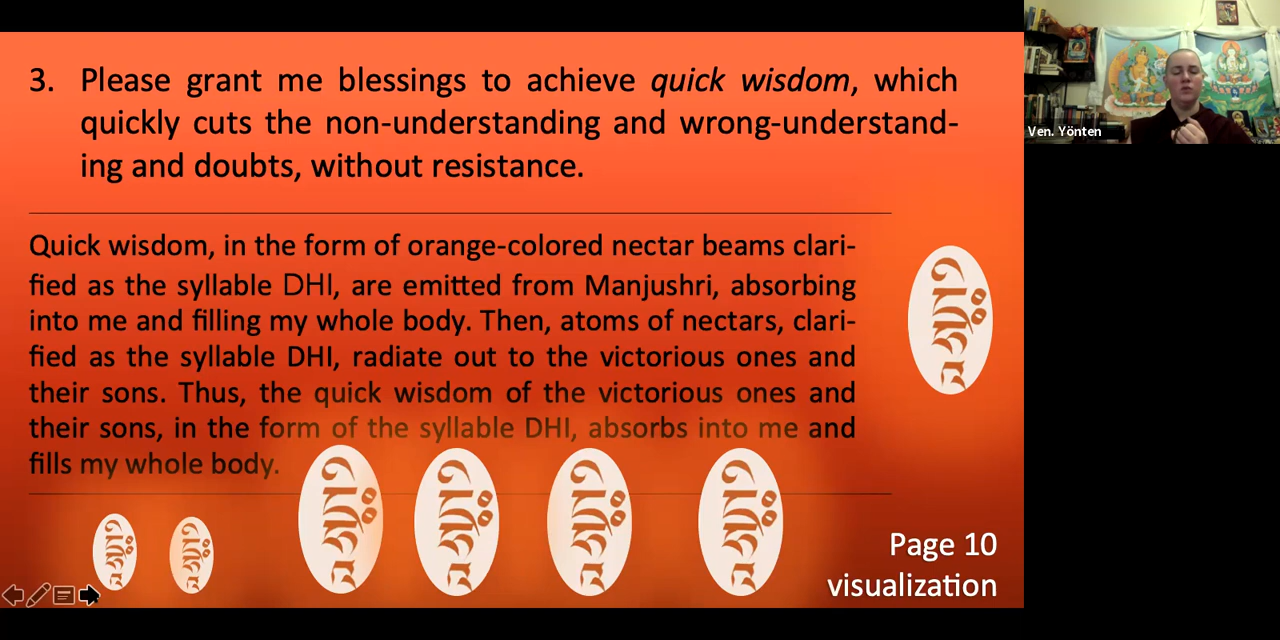 Ven. Yönten
3. Please grant me blessings to achieve quick wisdom, which
quickly cuts the non-understanding and wrong-understand-
ing and doubts, without resistance.
Quick wisdom, in the form of orange-colored nectar beams clari-
fied as the syllable DHI, are emitted from Manjushri, absorbing
into me and filling my whole body. Then, atoms of nectars, clari-
fied as the syllable DHI, radiate out to the victorious ones and
their sons. Thus, the quick wisdom of the victorious ones and
their sons, in the form of the syllable DHI, absorbs into me and
fills my whole body.
དྷཱིཿ
དྷཱིཿ
དྷཱིཿ
དྷཱིཿ
དྷཱིཿ
དྷཱིཿ
དྷཱིཿ
Page 10
visualization